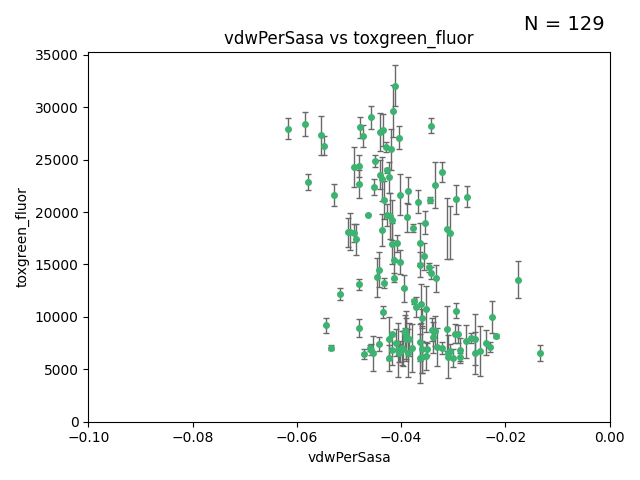 N = 129
vdwPerSasa vs toxgreen_fluor
35000
30000
25000
20000
15000
10000
5000
0
toxgreen_fluor
−0.10 −0.08 −0.06 −0.04 −0.02 0.00
vdwPerSasa